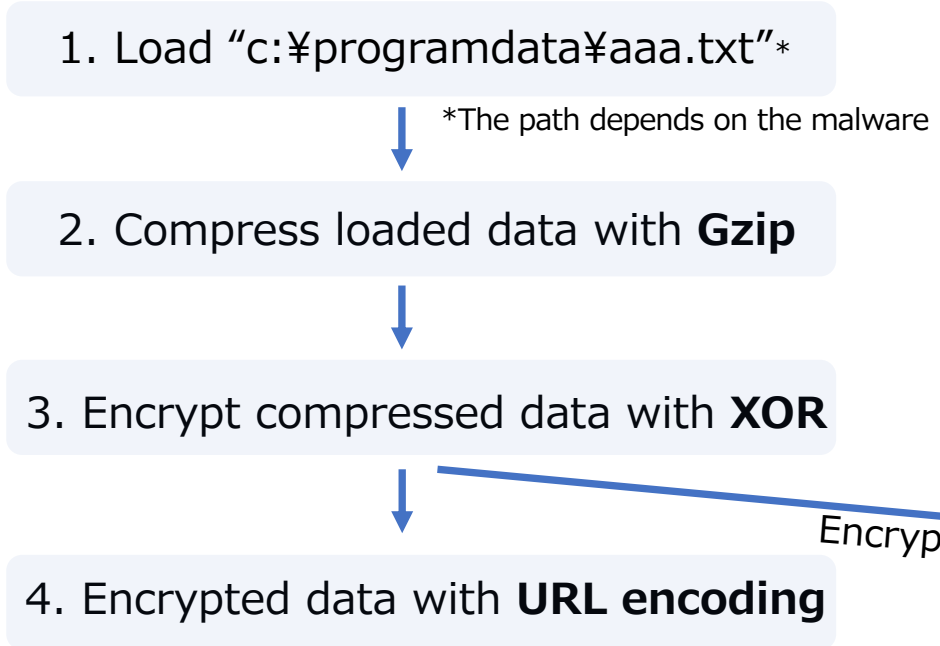 1. Load “c:¥programdata¥aaa.txt”*
*The path depends on the malware
2. Compress loaded data with Gzip
3. Encrypt compressed data with XOR
Encryp
4. Encrypted data with URL encoding